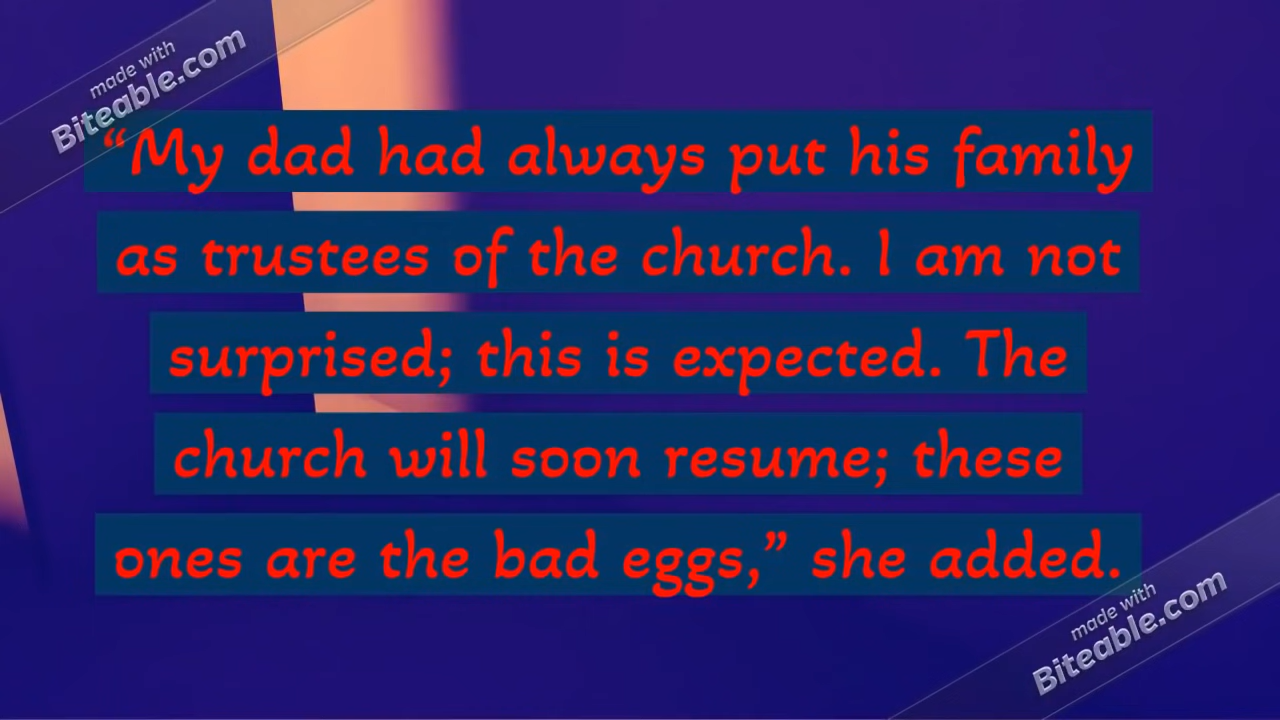 made with
Biteable.com
“My dad had always put his family
as trustees of the church. I am not
surprised; this is expected. The
church will soon resume; these
ones are the bad eggs,” she added.
made with
Biteable.com